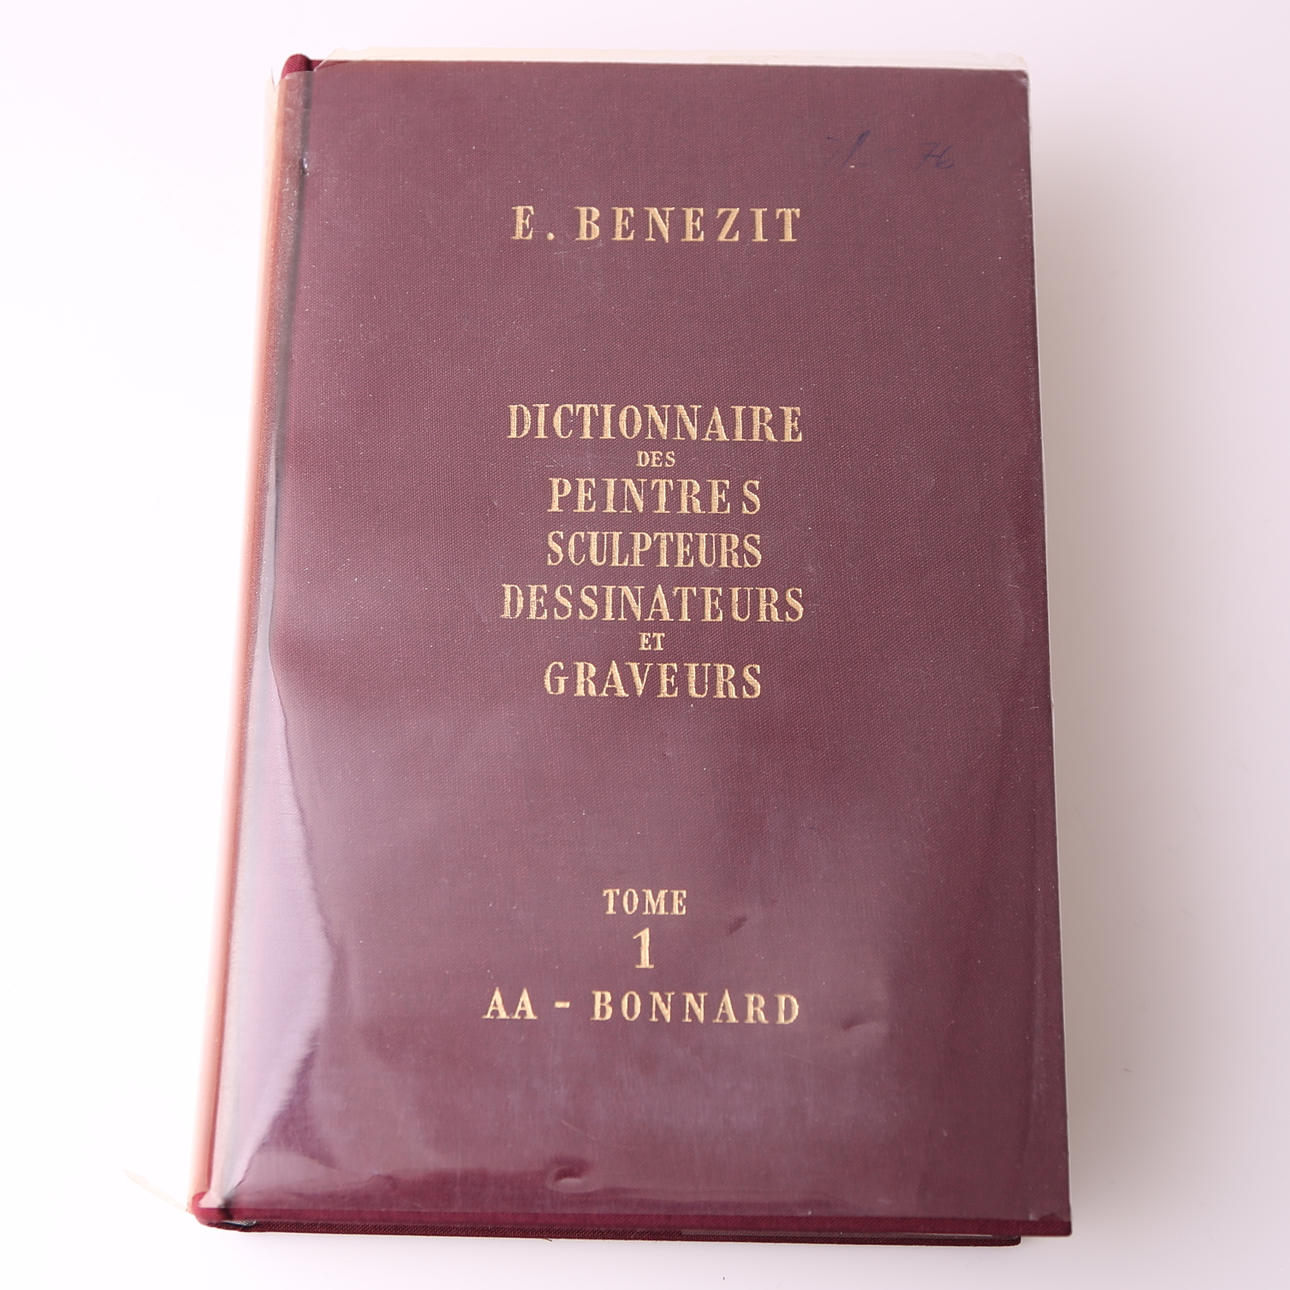 E. BENEZIT
DICTIONNAIRE
DES
PEINTRES
SCULPTEURS
DESSINATEURS
ET
GRAVEURS
TOME
1
AA - BONNARD